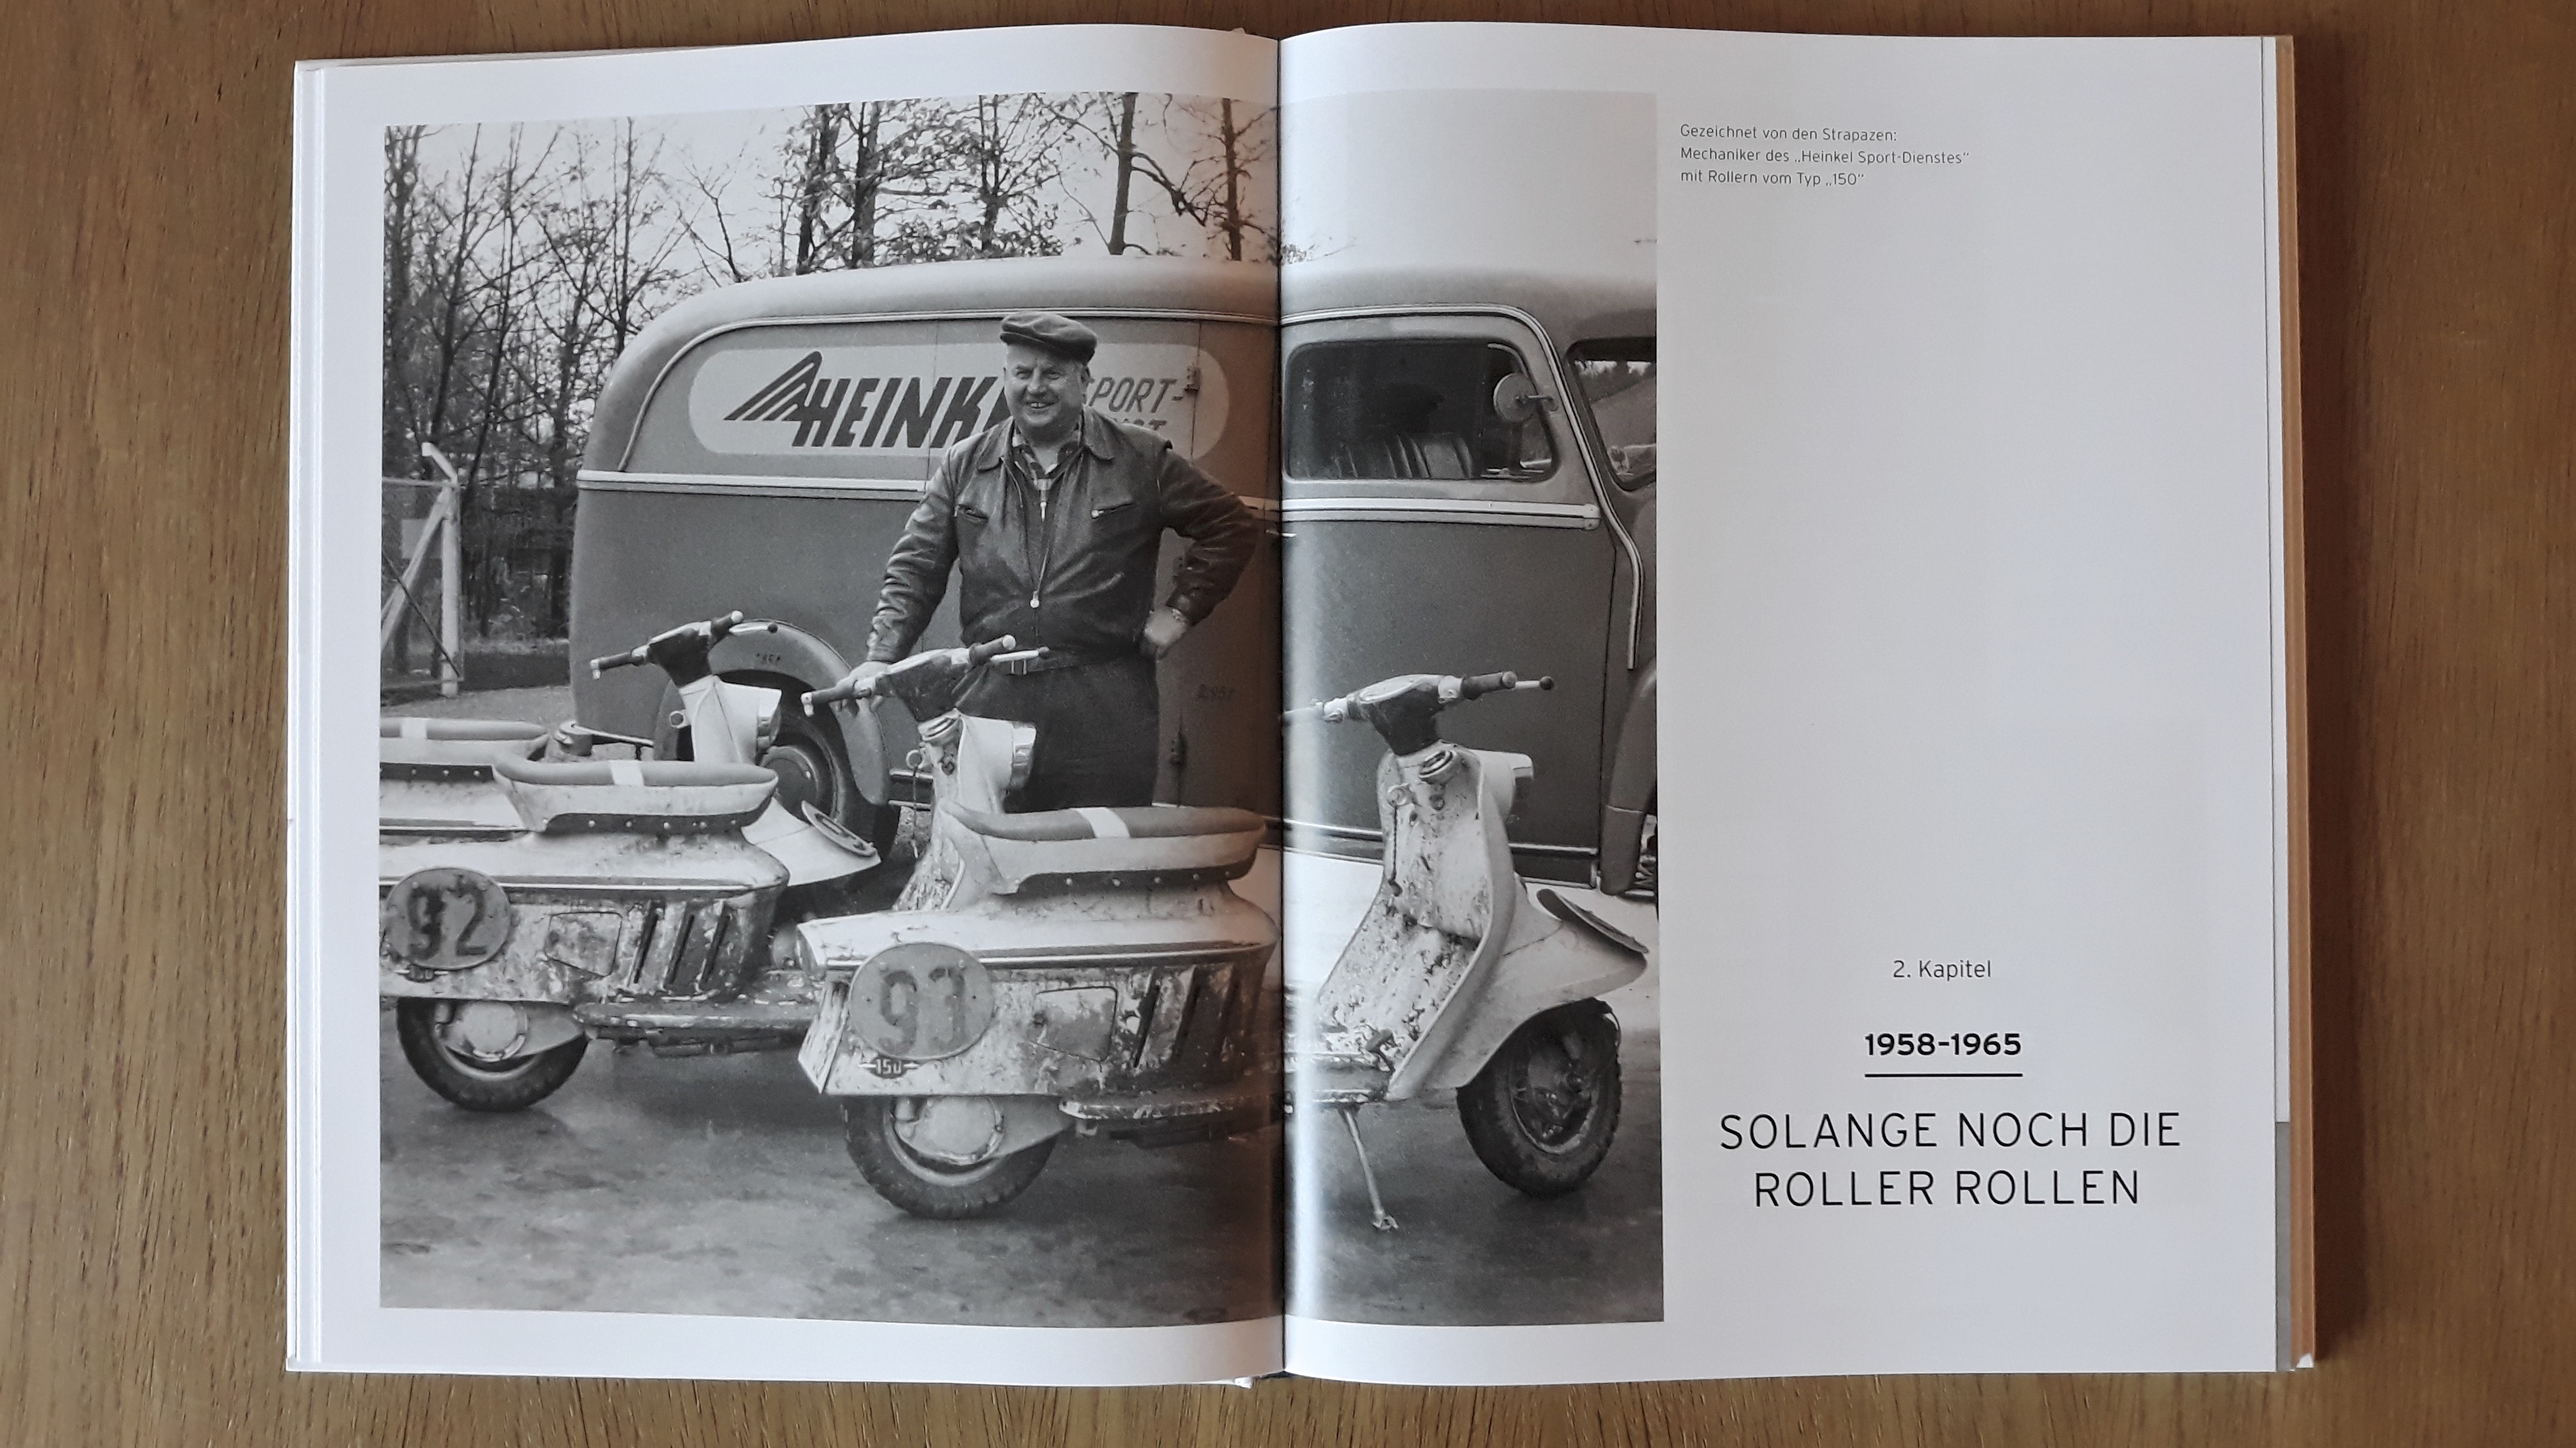 HEINK
SPORT-
92
150
93
150
Gezeichnet von den Strapazen:
Mechaniker des „Heinkel Sport-Dienstes“
mit Rollern vom Typ „150“
2. Kapitel
1958-1965
SOLANGE NOCH DIE
ROLLER ROLLEN